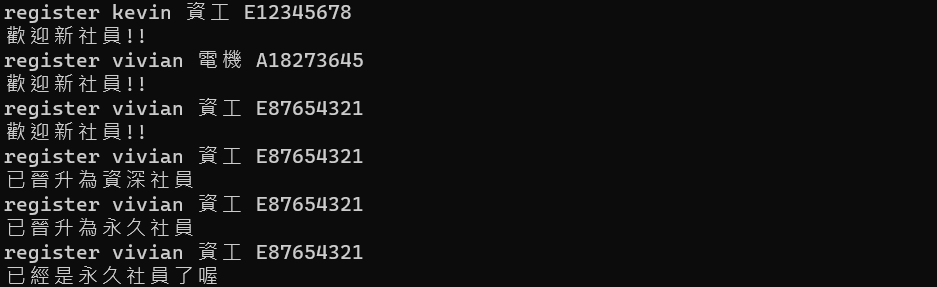 register kevin 資工 E12345678
歡迎新社員!!
register vivian 電機 A18273645
歡迎新社員!!
register vivian 資工 E87654321
歡迎新社員!!
register vivian 資工 E87654321
已晉升為資深社員
register vivian 資工 E87654321
已晉升為永久社員
register vivian 資工 E87654321
已經是永久社員了喔